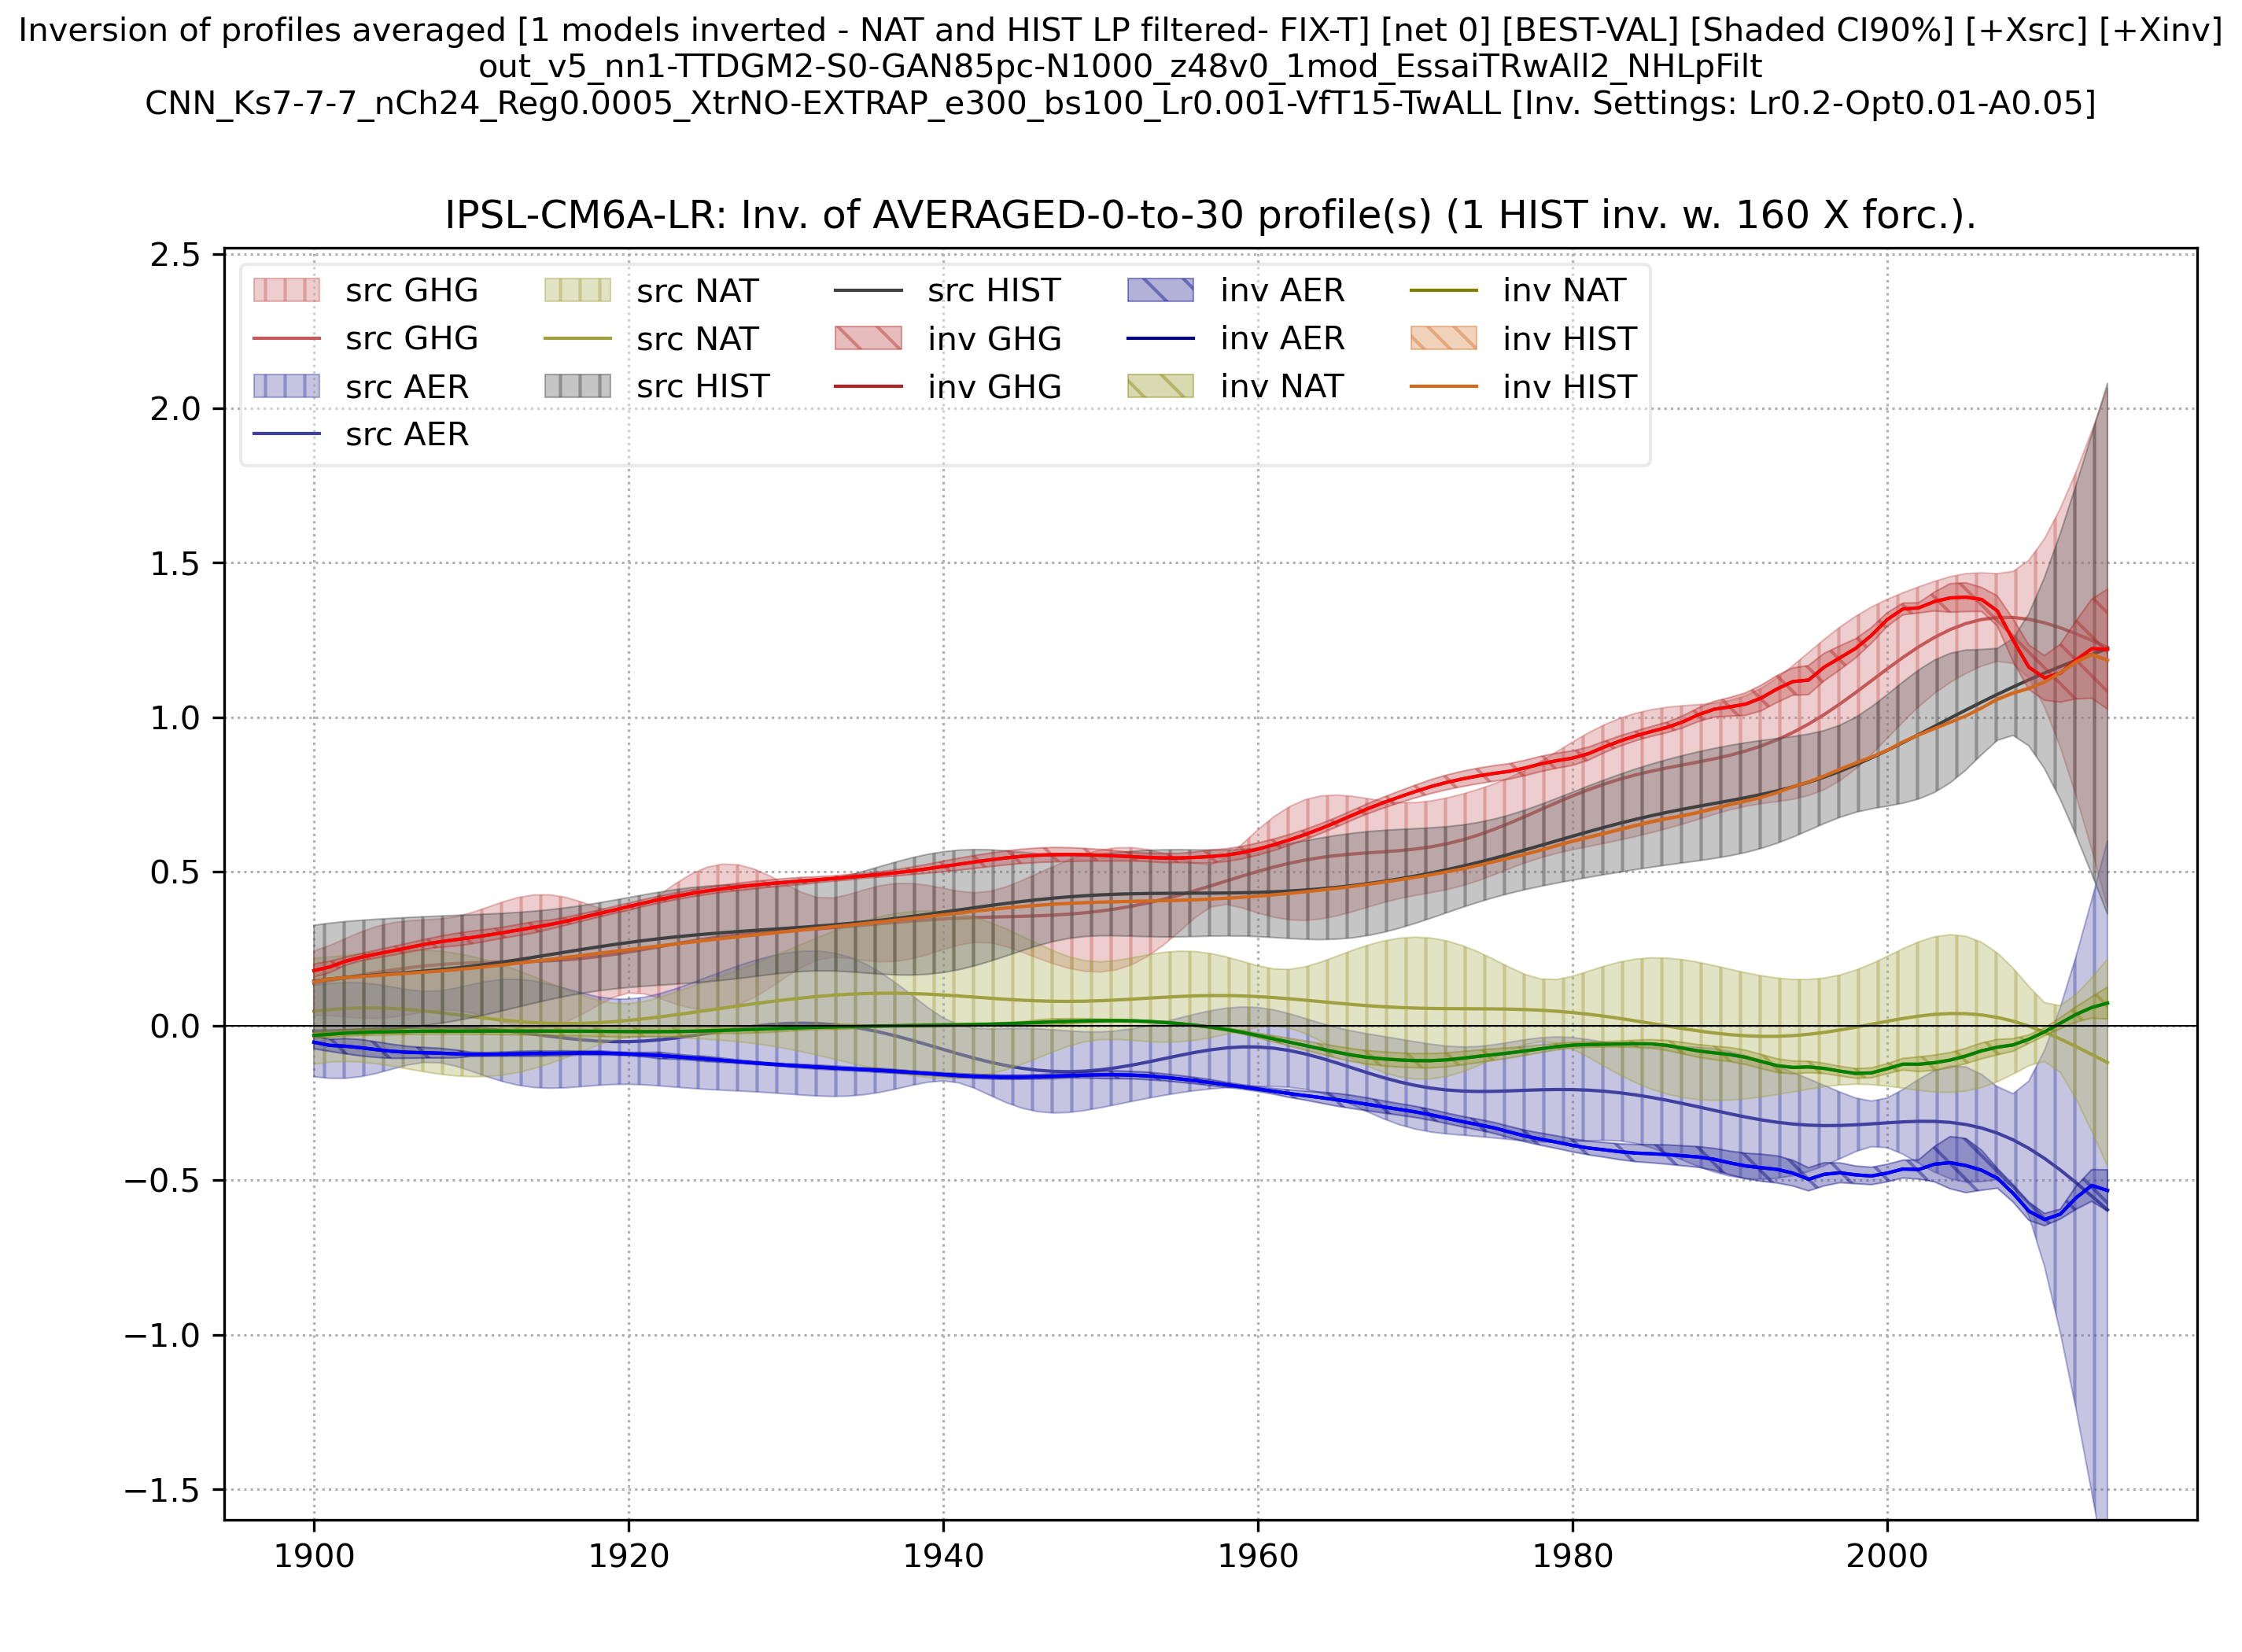 Inversion of profiles averaged [1 models inverted - NAT and HIST LP filtered- FIX-T] [net 0] [BEST-VAL] [Shaded CI90%] [+Xsrc] [+Xinv]
out_v5_nn1-TTDGM2-S0-GAN85pc-N1000_z48v0_1mod_EssaiTRwAll2_NHLpFilt
CNN_Ks7-7-7_nCh24_Reg0.0005_XtrNO-EXTRAP_e300_bs100_Lr0.001-VfT15-TwALL [Inv. Settings: Lr0.2-Opt0.01-A0.05]
IPSL-CM6A-LR: Inv. of AVERAGED-0-to-30 profile(s) (1 HIST inv. w. 160 X forc.).
src GHG
src GHG
src AER
src AER
src NAT
src NAT
src HIST
src HIST
inv GHG
inv GHG
inv AER
inv AER
inv NAT
inv NAT
inv HIST
inv HIST
2.5
2.0
1.5
1.0
0.5
0.0
−0.5
−1.0
−1.5
1900 1920 1940 1960 1980 2000